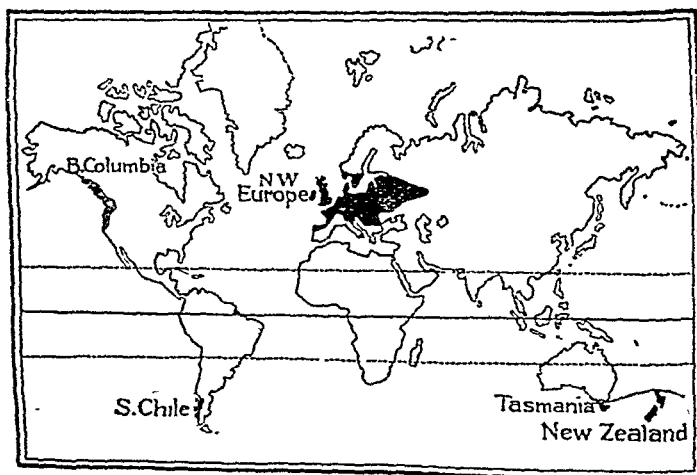 B.Columbia
NW
Europe
S.Chile
Tasmania
New Zealand